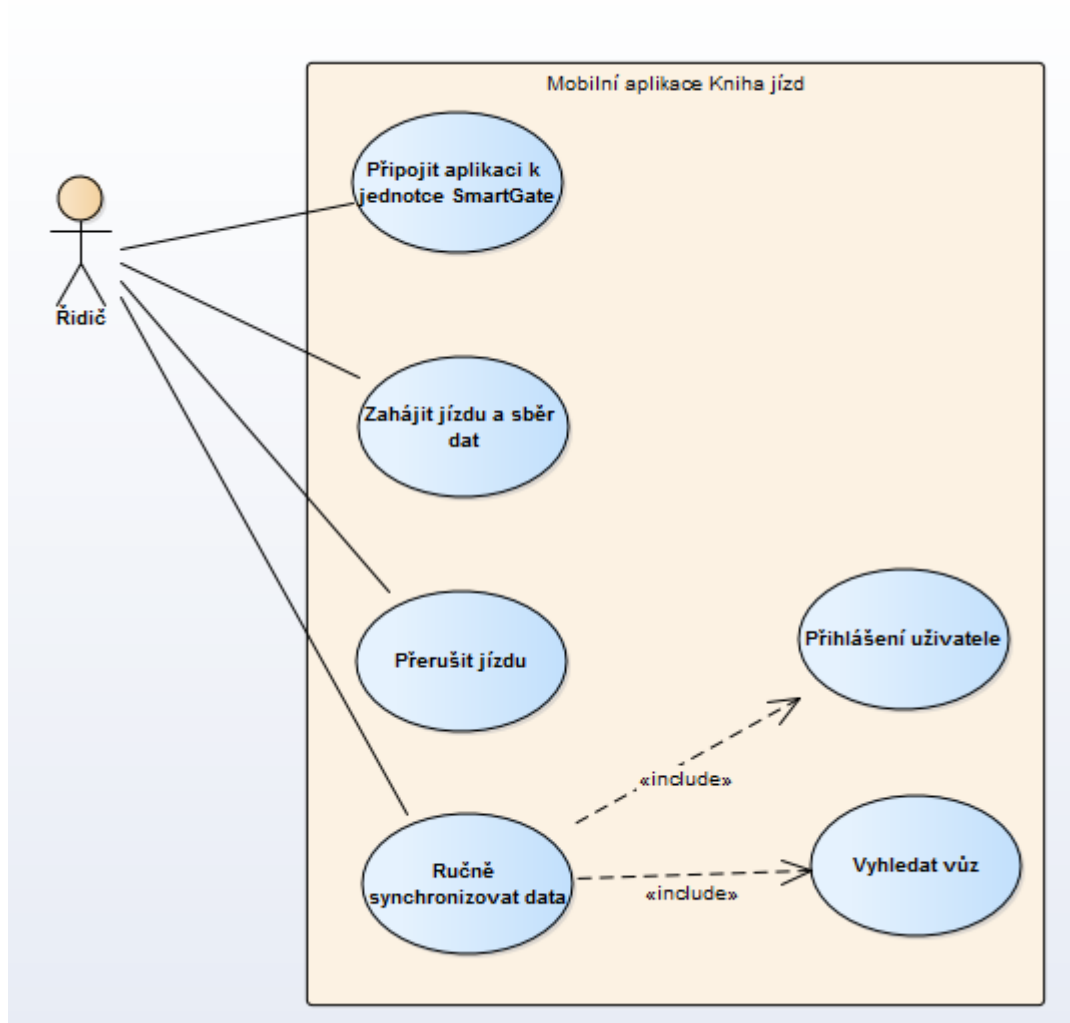 Mobilní aplikace Kniha jízd
Připojit aplikaci k
jednotce SmartGate
Řidič
Zahájit jízdu a sběr
dat
Přerušit jízdu
Přihlášení uživatele
«include»
Ručně
synchronizovat data
«include»
Vyhledat vůz